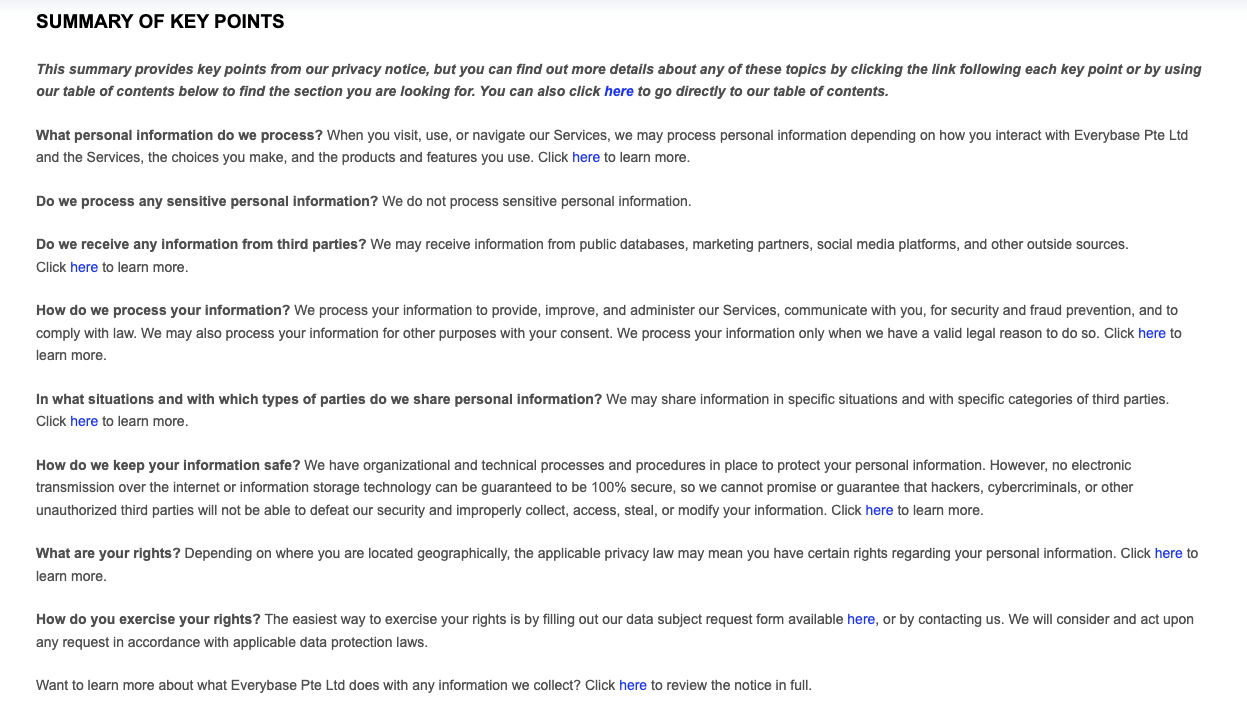 SUMMARY OF KEY POINTS
This summary provides key points from our privacy notice, but you can find out more details about any of these topics by clicking the link following each key point or by using
our table of contents below to find the section you are looking for. You can also click here to go directly to our table of contents.
What personal information do we process? When you visit, use, or navigate our Services, we may process personal information depending on how you interact with Everybase Pte Ltd
and the Services, the choices you make, and the products and features you use. Click here to learn more.
Do we process any sensitive personal information? We do not process sensitive personal information.
Do we receive any information from third parties? We may receive information from public databases, marketing partners, social media platforms, and other outside sources.
Click here to learn more.
How do we process your information? We process your information to provide, improve, and administer our Services, communicate with you, for security and fraud prevention, and to
comply with law. We may also process your information for other purposes with your consent. We process your information only when we have a valid legal reason to do so. Click here to
learn more.
In what situations and with which types of parties do we share personal information? We may share information in specific situations and with specific categories of third parties.
Click here to learn more.
How do we keep your information safe? We have organizational and technical processes and procedures in place to protect your personal information. However, no electronic
transmission over the internet or information storage technology can be guaranteed to be 100% secure, so we cannot promise or guarantee that hackers, cybercriminals, or other
unauthorized third parties will not be able to defeat our security and improperly collect, access, steal, or modify your information. Click here to learn more.
What are your rights? Depending on where you are located geographically, the applicable privacy law may mean you have certain rights regarding your personal information. Click here to
learn more.
How do you exercise your rights? The easiest way to exercise your rights is by filling out our data subject request form available here, or by contacting us. We will consider and act upon
any request in accordance with applicable data protection laws.
Want to learn more about what Everybase Pte Ltd does with any information we collect? Click here to review the notice in full.